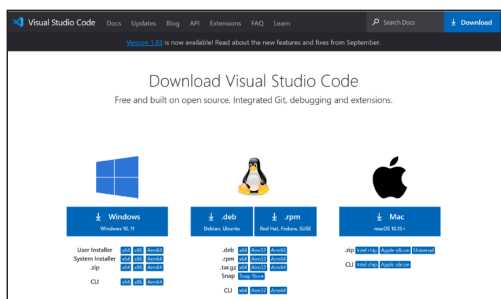 Visual Studio Code Docs Updates Blog API Extensions FAQ Learn Search Docs Download
Version 1.83 is now available! Read about the new features and fixes from September.
Download Visual Studio Code
Free and built on open source. Integrated Git, debugging and extensions.
Windows
Windows 10, 11
User Installer x64 x86 Arm64
System Installer x64 x86 Arm64
.zip x64 x86 Arm64
CLI x64 x86 Arm64
.deb
Debian, Ubuntu
.rpm
Red Hat, Fedora, SUSE
.deb x64 Arm32 Arm64
.rpm x64 Arm32 Arm64
.tar.gz x64 Arm32 Arm64
Snap Snap Store
CLI x64 Arm32 Arm64
Mac
macOS 10.15+
.zip Intel chip Apple silicon Universal
CLI Intel chip Apple silicon